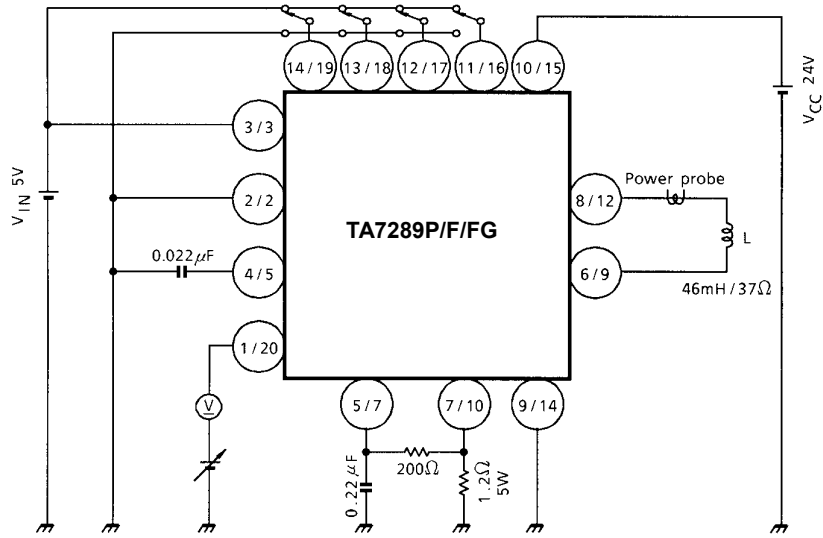 14 / 19
13 / 18
12 / 17
11 / 16
10 / 15
VCC 24V
3 / 3
VIN 5V
2 / 2
TA7289P/F/FG
8 / 12
Power probe
L
0.022μF
4 / 5
6 / 9
46mH / 37Ω
1 / 20
V
5 / 7
7 / 10
9 / 14
0.22μF
200Ω
1.2Ω
5W